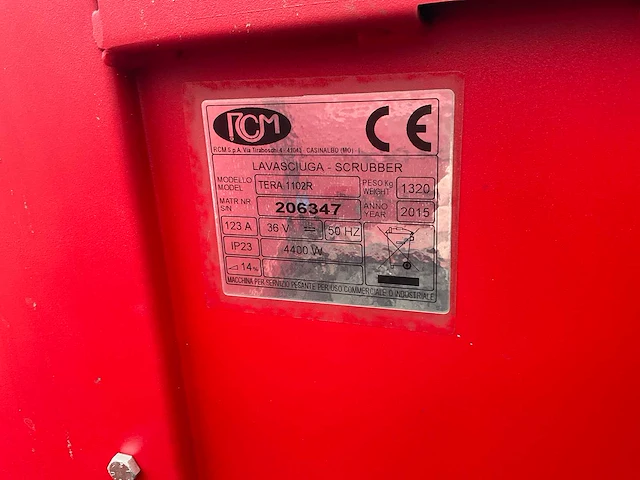 RCM CE
R.C.M. S.p.A. Via Tiraboschi 4 - 41043 CASINALBO (MO) - I
LAVASCIUGA - SCRUBBER
MODELLO MODEL TERA 1102R PESO Kg WEIGHT 1320
MATR.NR. S/N 206347 ANNO YEAR 2015
123 A 36 V 50 HZ
IP23 4400 W
14%
MACCHINA PER SERVIZIO PESANTE PER USO COMMERCIALE O INDUSTRIALE